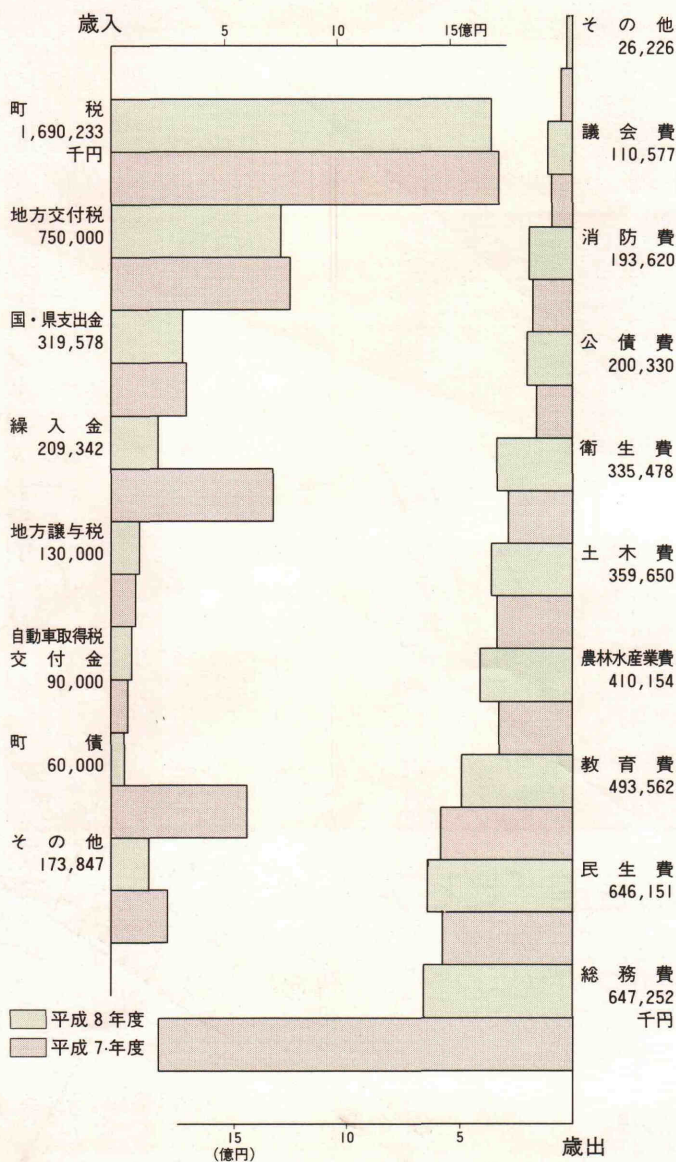 歳入
5 10 15億円
町税
1,690,233
千円
地方交付税
750,000
国・県支出金
319,578
繰入金
209,342
地方譲与税
130,000
自動車取得税
交付金
90,000
町債
60,000
その他
173,847
平成8年度
平成7年度
その他
26,226
議会費
110,577
消防費
193,620
公債費
200,330
衛生費
335,478
土木費
359,650
農林水産業費
410,154
教育費
493,562
民生費
646,151
総務費
647,252
千円
15 10 5
(億円)
歳出